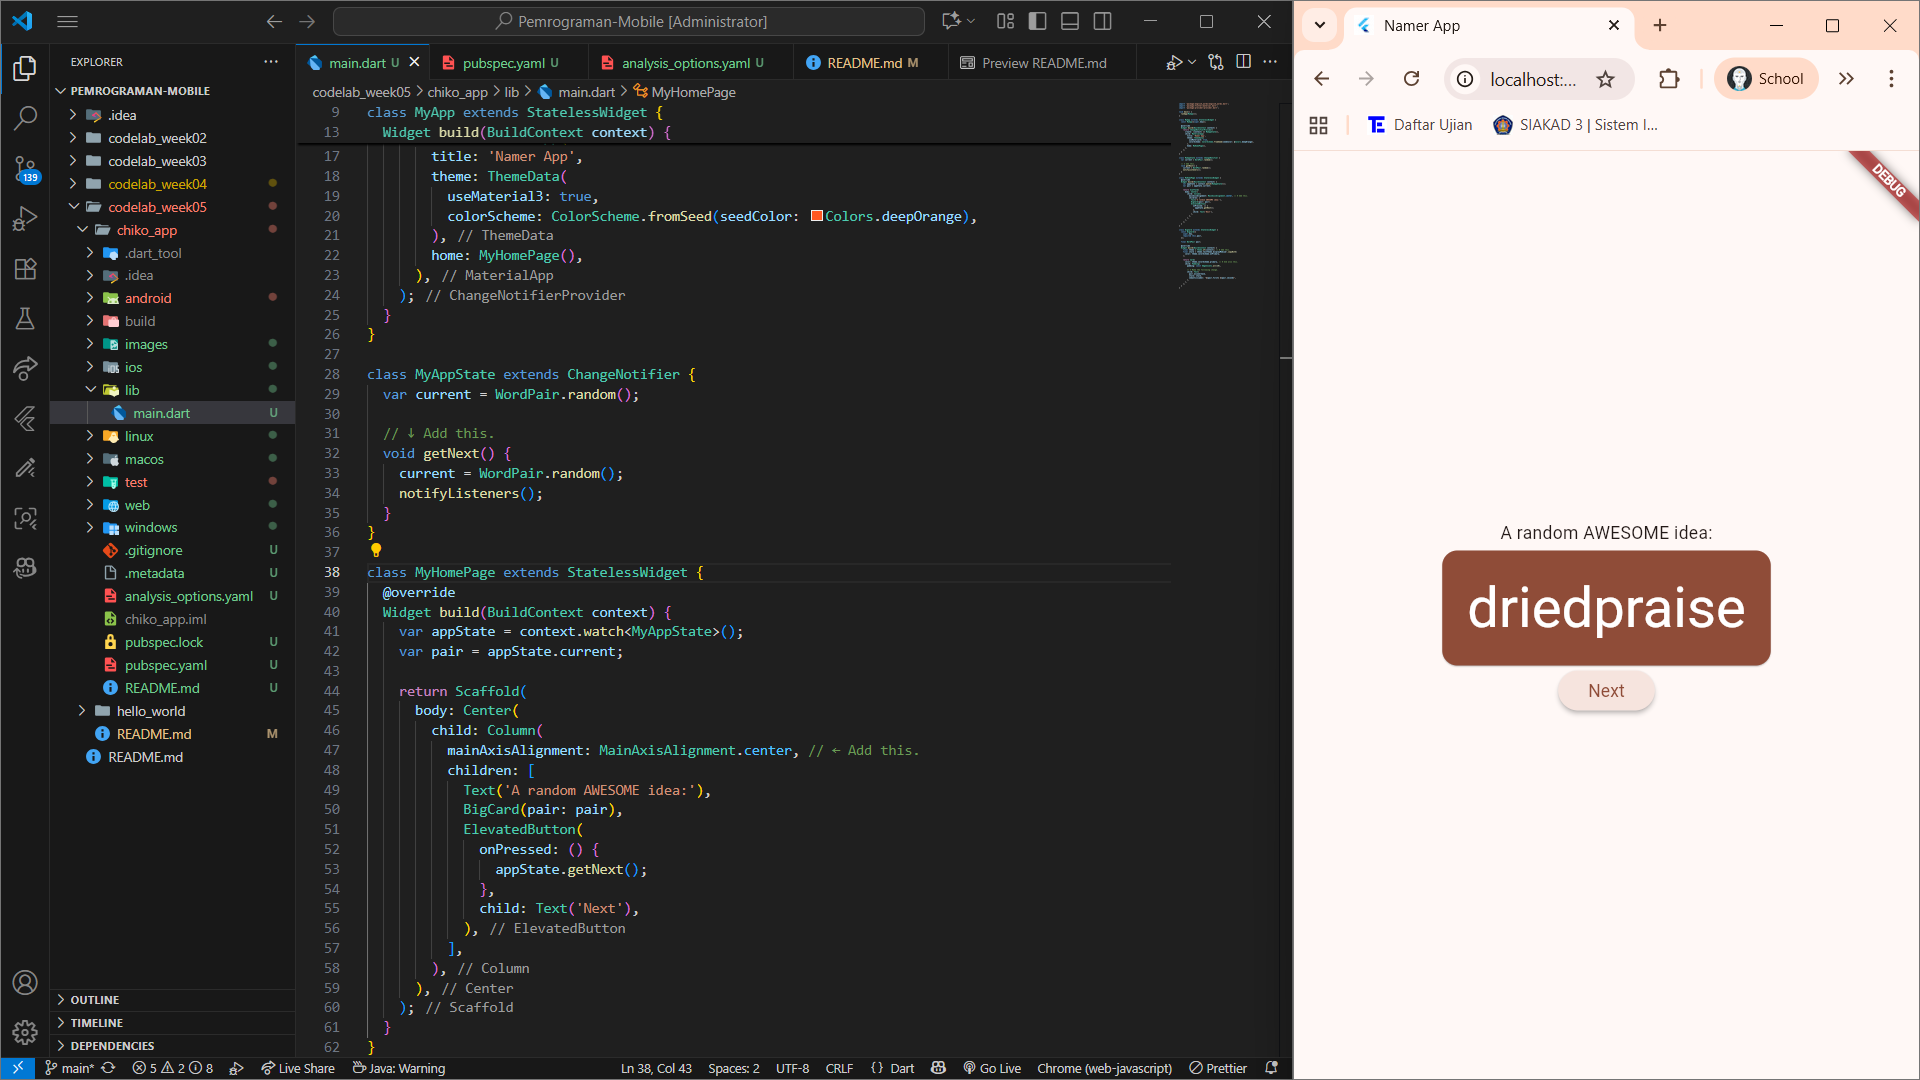 Pemrograman-Mobile [Administrator]
EXPLORER
PEMROGRAMAN-MOBILE
.idea
codelab_week02
codelab_week03
codelab_week04
codelab_week05
chiko_app
.dart_tool
.idea
android
build
images
ios
lib
main.dart U
linux
macos
test
web
windows
.gitignore U
.metadata U
analysis_options.yaml U
chiko_app.iml
pubspec.lock U
pubspec.yaml U
README.md U
hello_world
README.md M
README.md
OUTLINE
TIMELINE
DEPENDENCIES
139
main.dart U
pubspec.yaml U
analysis_options.yaml U
README.md M
Preview README.md
codelab_week05 > chiko_app > lib > main.dart > MyHomePage
9 class MyApp extends StatelessWidget {
13 Widget build(BuildContext context) {
17 title: 'Namer App',
18 theme: ThemeData(
19 useMaterial3: true,
20 colorScheme: ColorScheme.fromSeed(seedColor: Colors.deepOrange),
21 ), // ThemeData
22 home: MyHomePage(),
23 ), // MaterialApp
24 ); // ChangeNotifierProvider
25 }
26 }
27
28 class MyAppState extends ChangeNotifier {
29 var current = WordPair.random();
30
31 // ↓ Add this.
32 void getNext() {
33 current = WordPair.random();
34 notifyListeners();
35 }
36 }
37
38 class MyHomePage extends StatelessWidget {
39 @override
40 Widget build(BuildContext context) {
41 var appState = context.watch<MyAppState>();
42 var pair = appState.current;
43
44 return Scaffold(
45 body: Center(
46 child: Column(
47 mainAxisAlignment: MainAxisAlignment.center, // ← Add this.
48 children: [
49 Text('A random AWESOME idea:'),
50 BigCard(pair: pair),
51 ElevatedButton(
52 onPressed: () {
53 appState.getNext();
54 },
55 child: Text('Next'),
56 ), // ElevatedButton
57 ],
58 ), // Column
59 ), // Center
60 ); // Scaffold
61 }
62 }
main* 5 2 8 Live Share Java: Warning Ln 38, Col 43 Spaces: 2 UTF-8 CRLF {} Dart Go Live Chrome (web-javascript) Prettier
Namer App
localhost:...
School
Daftar Ujian
SIAKAD 3 | Sistem I...
DEBUG
A random AWESOME idea:
driedpraise
Next